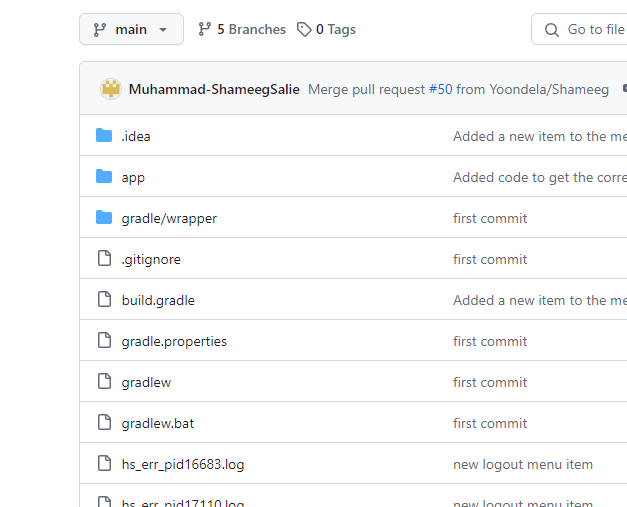 main 5 Branches 0 Tags Go to file
Muhammad-ShameegSalie Merge pull request #50 from Yoondela/Shameeg
.idea Added a new item to the me
app Added code to get the corre
gradle/wrapper first commit
.gitignore first commit
build.gradle Added a new item to the me
gradle.properties first commit
gradlew first commit
gradlew.bat first commit
hs_err_pid16683.log new logout menu item
hs_err_pid17110.log new logout menu item